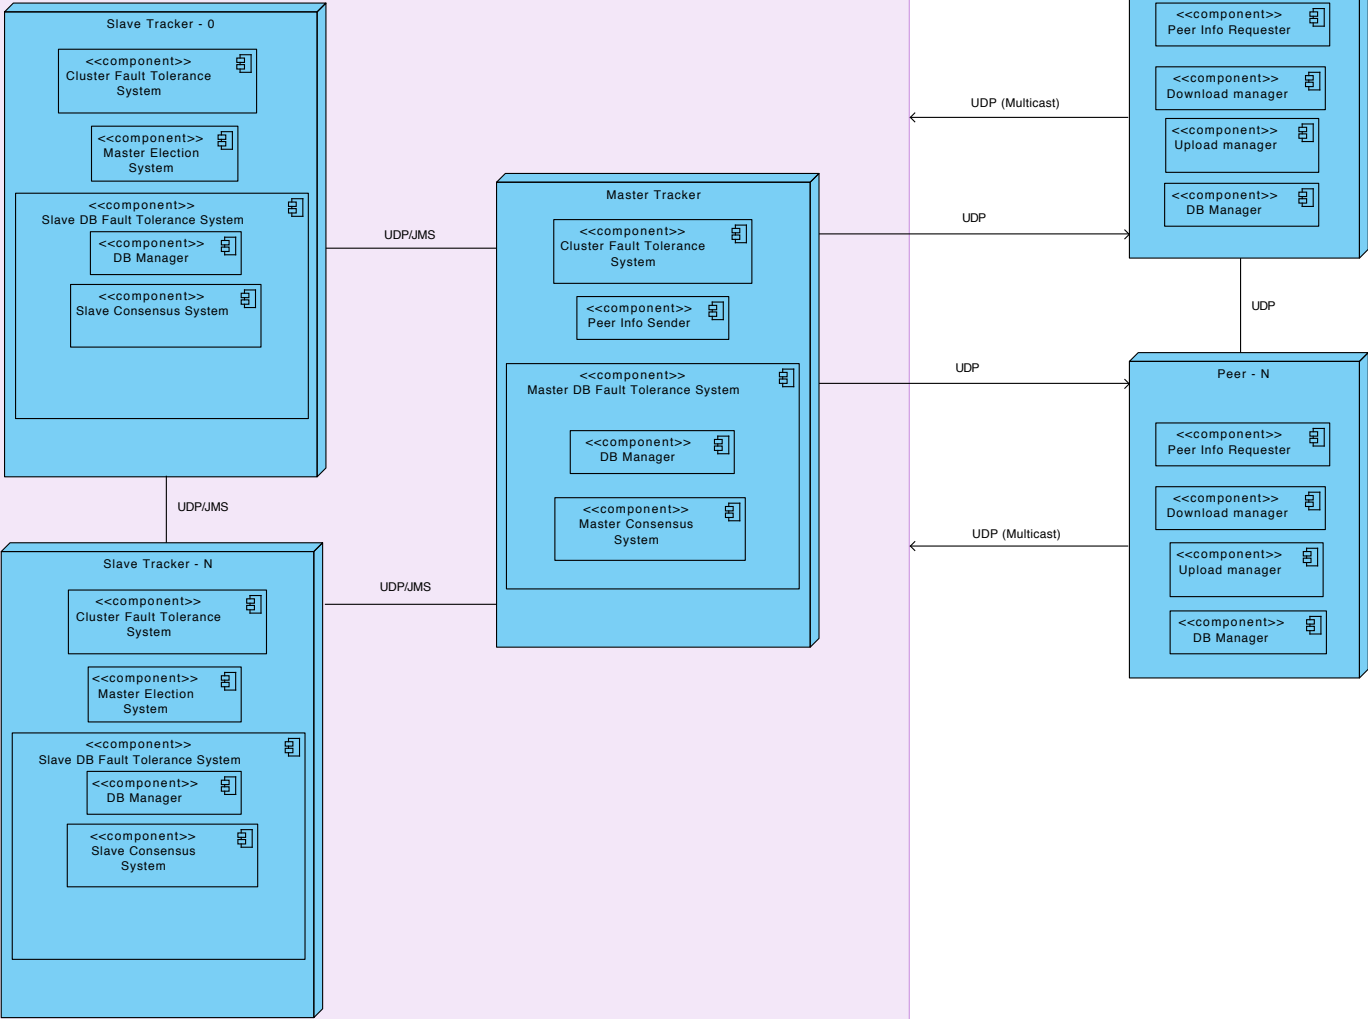 Slave Tracker - 0
<<component>>
Cluster Fault Tolerance
System
<<component>>
Master Election
System
<<component>>
Slave DB Fault Tolerance System
<<component>>
DB Manager
<<component>>
Slave Consensus System
UDP/JMS
Slave Tracker - N
<<component>>
Cluster Fault Tolerance
System
<<component>>
Master Election
System
<<component>>
Slave DB Fault Tolerance System
<<component>>
DB Manager
<<component>>
Slave Consensus
System
UDP/JMS
UDP/JMS
Master Tracker
<<component>>
Cluster Fault Tolerance
System
<<component>>
Peer Info Sender
<<component>>
Master DB Fault Tolerance System
<<component>>
DB Manager
<<component>>
Master Consensus
System
UDP (Multicast)
UDP
UDP
UDP (Multicast)
<<component>>
Peer Info Requester
<<component>>
Download manager
<<component>>
Upload manager
<<component>>
DB Manager
UDP
Peer - N
<<component>>
Peer Info Requester
<<component>>
Download manager
<<component>>
Upload manager
<<component>>
DB Manager